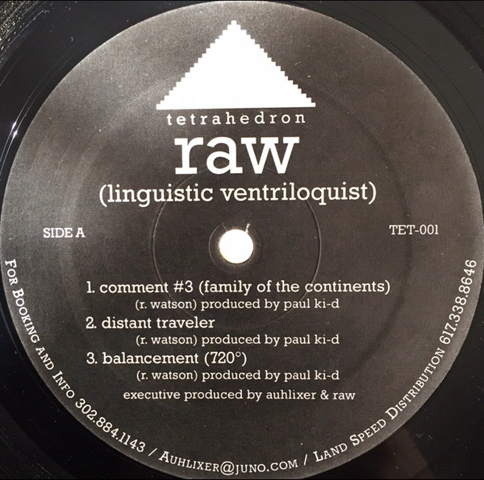 tetrahedron
raw
(linguistic ventriloquist)
SIDE A
TET-001
1. comment #3 (family of the continents)
(r. watson) produced by paul ki-d
2. distant traveler
(r. watson) produced by paul ki-d
3. balancement (720°)
(r. watson) produced by paul ki-d
executive produced by auhlixer & raw
For Booking and Info 302.884.1143 / Auhlixer@juno.com / Land Speed Distribution 617.338.8646